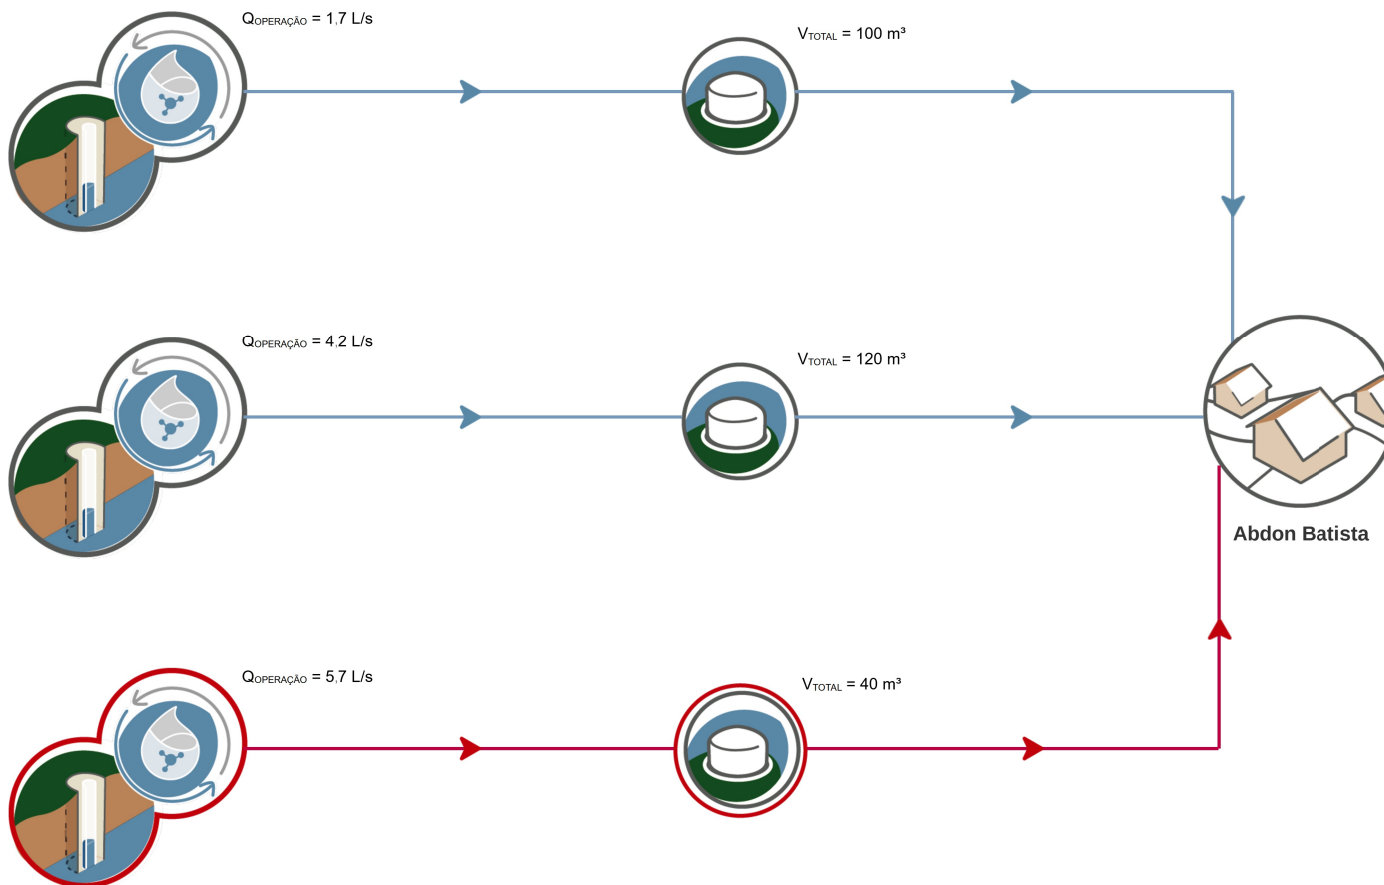 QOPERAÇÃO = 1,7 L/s
VTOTAL = 100 m³
QOPERAÇÃO = 4,2 L/s
VTOTAL = 120 m³
Abdon Batista
QOPERAÇÃO = 5,7 L/s
VTOTAL = 40 m³